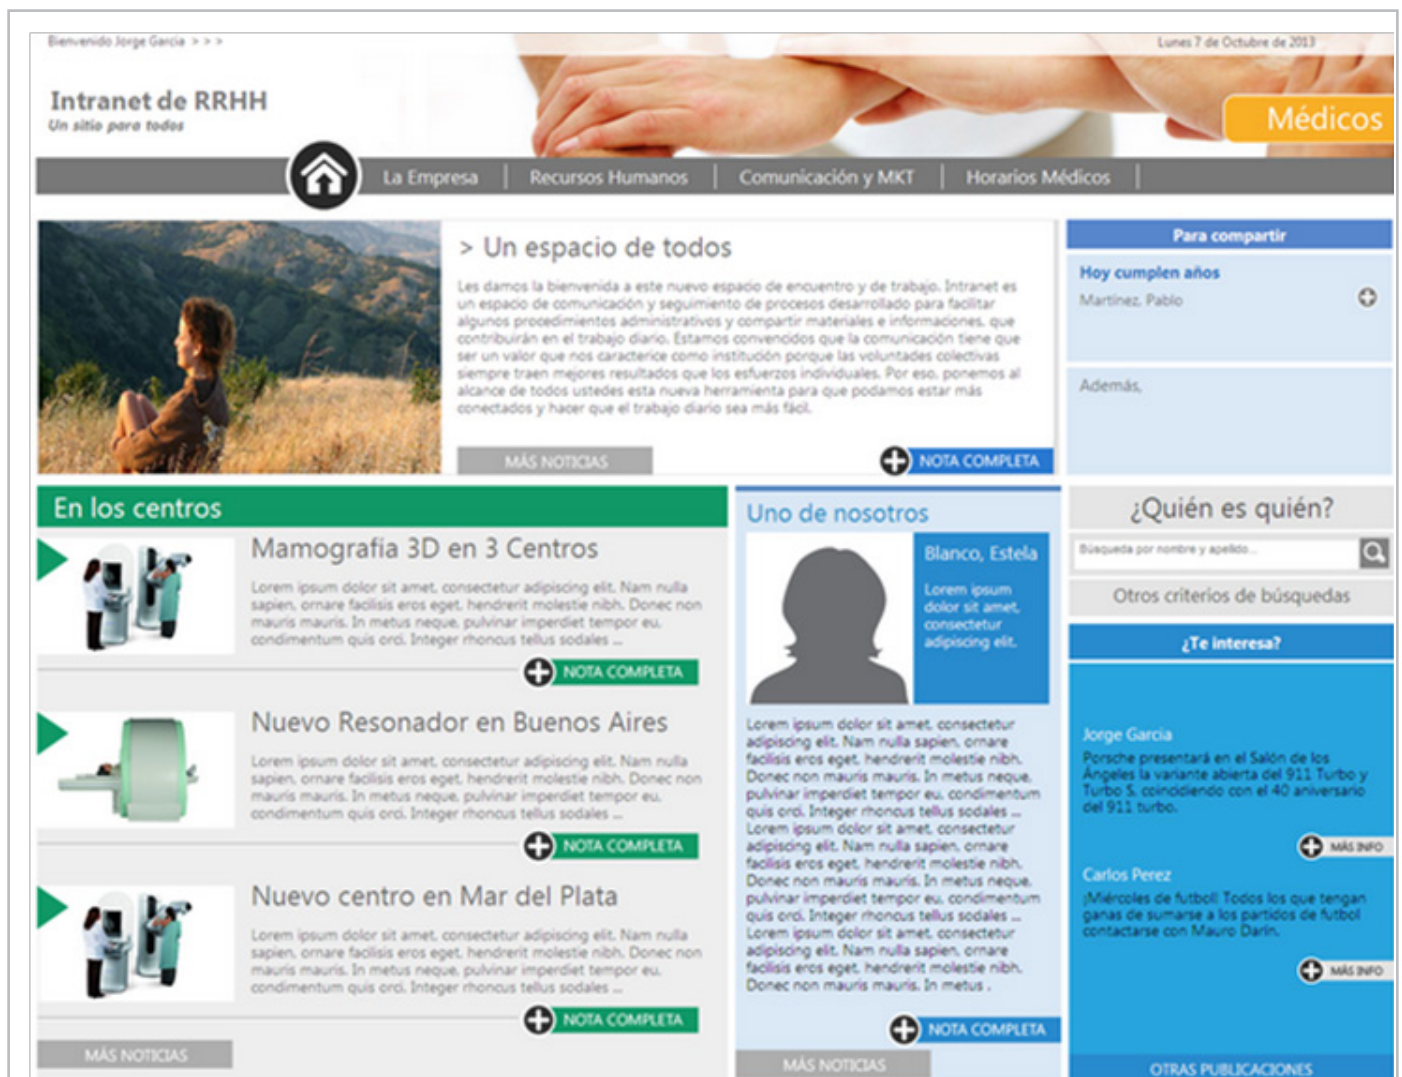 Bienvenido Jorge Garcia > > >
Lunes 7 de Octubre de 2013
Intranet de RRHH
Un sitio para todos
Médicos
La Empresa | Recursos Humanos | Comunicación y MKT | Horarios Médicos |
> Un espacio de todos
Les damos la bienvenida a este nuevo espacio de encuentro y de trabajo. Intranet es
un espacio de comunicación y seguimiento de procesos desarrollado para facilitar
algunos procedimientos administrativos y compartir materiales e informaciones, que
contribuirán en el trabajo diario. Estamos convencidos que la comunicación tiene que
ser un valor que nos caracterice como institución porque las voluntades colectivas
siempre traen mejores resultados que los esfuerzos individuales. Por eso, ponemos al
alcance de todos ustedes esta nueva herramienta para que podamos estar más
conectados y hacer que el trabajo diario sea más fácil.
MÁS NOTICIAS
NOTA COMPLETA
Para compartir
Hoy cumplen años
Martínez, Pablo
Además,
En los centros
Mamografia 3D en 3 Centros
Lorem ipsum dolor sit amet, consectetur adipiscing elit. Nam nulla
sapien, ornare facilisis eros eget, hendrerit molestie nibh. Donec non
mauris mauris. In metus neque, pulvinar imperdiet tempor eu,
condimentum quis orci. Integer rhoncus tellus sodales ...
NOTA COMPLETA
Nuevo Resonador en Buenos Aires
Lorem ipsum dolor sit amet, consectetur adipiscing elit. Nam nulla
sapien, ornare facilisis eros eget, hendrerit molestie nibh. Donec non
mauris mauris. In metus neque, pulvinar imperdiet tempor eu,
condimentum quis orci. Integer rhoncus tellus sodales ...
NOTA COMPLETA
Nuevo centro en Mar del Plata
Lorem ipsum dolor sit amet, consectetur adipiscing elit. Nam nulla
sapien, ornare facilisis eros eget, hendrerit molestie nibh. Donec non
mauris mauris. In metus neque, pulvinar imperdiet tempor eu,
condimentum quis orci. Integer rhoncus tellus sodales ...
NOTA COMPLETA
MÁS NOTICIAS
Uno de nosotros
Blanco, Estela
Lorem ipsum
dolor sit amet,
consectetur
adipiscing elit.
Lorem ipsum dolor sit amet, consectetur
adipiscing elit. Nam nulla sapien, ornare
facilisis eros eget, hendrerit molestie nibh.
Donec non mauris mauris. In metus neque,
pulvinar imperdiet tempor eu, condimentum
quis orci. Integer rhoncus tellus sodales ...
Lorem ipsum dolor sit amet, consectetur
adipiscing elit. Nam nulla sapien, ornare
facilisis eros eget, hendrerit molestie nibh.
Donec non mauris mauris. In metus neque,
pulvinar imperdiet tempor eu, condimentum
quis orci. Integer rhoncus tellus sodales ...
Lorem ipsum dolor sit amet, consectetur
adipiscing elit. Nam nulla sapien, ornare
facilisis eros eget, hendrerit molestie nibh.
Donec non mauris mauris. In metus .
NOTA COMPLETA
MÁS NOTICIAS
¿Quién es quién?
Búsqueda por nombre y apellido...
Otros criterios de búsquedas
¿Te interesa?
Jorge Garcia
Porsche presentará en el Salón de los
Ángeles la variante abierta del 911 Turbo y
Turbo S, coincidiendo con el 40 aniversario
del 911 turbo.
MÁS INFO
Carlos Perez
¡Miércoles de futbol! Todos los que tengan
ganas de sumarse a los partidos de futbol
contactarse con Mauro Darín.
MÁS INFO
OTRAS PUBLICACIONES